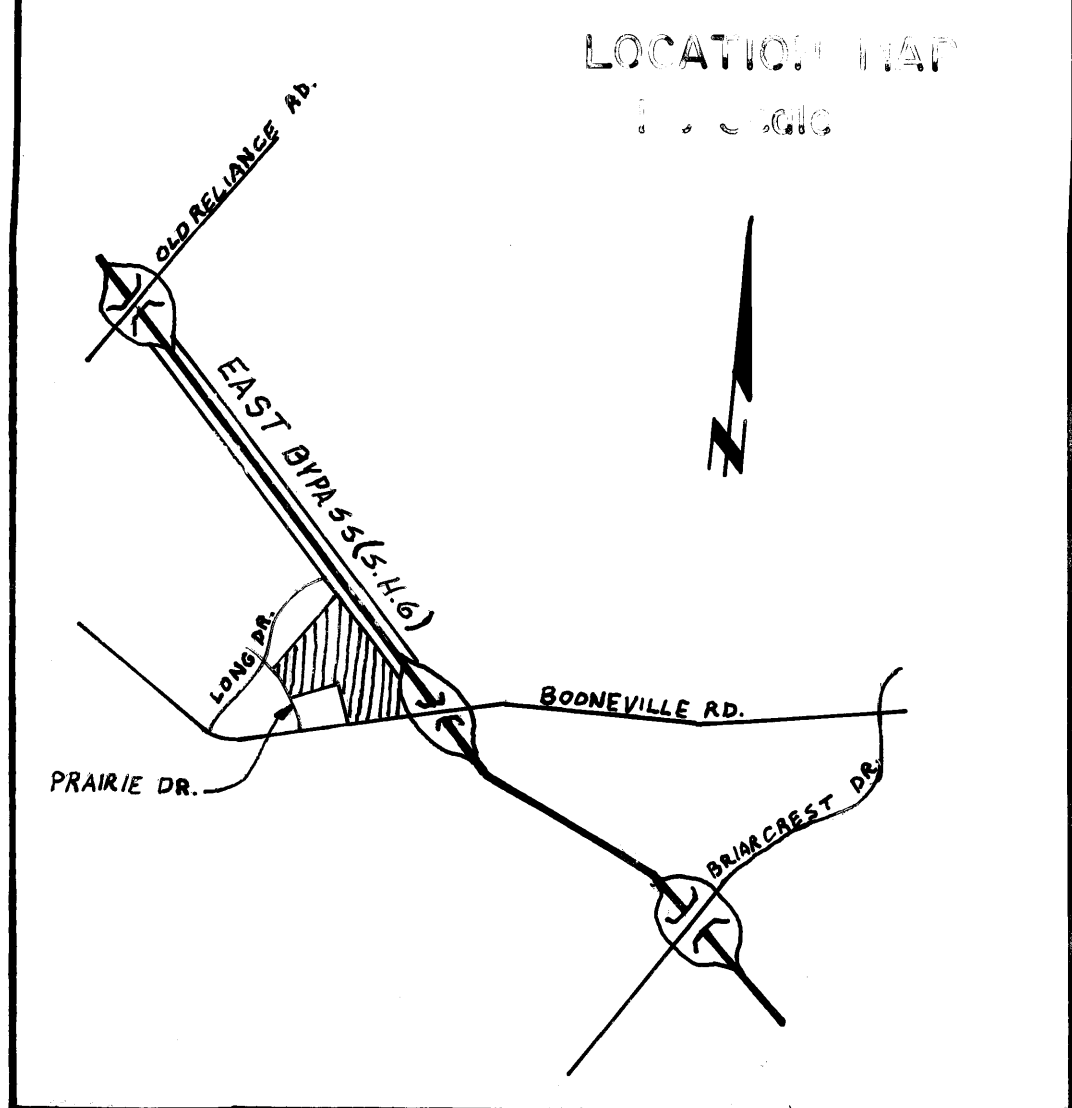 LOCATION MAP
OLD RELIANCE RD.
EAST BYPASS (S.H.6)
N
LONG DR.
BOONEVILLE RD.
PRAIRIE DR.
BRIARCREST DR.